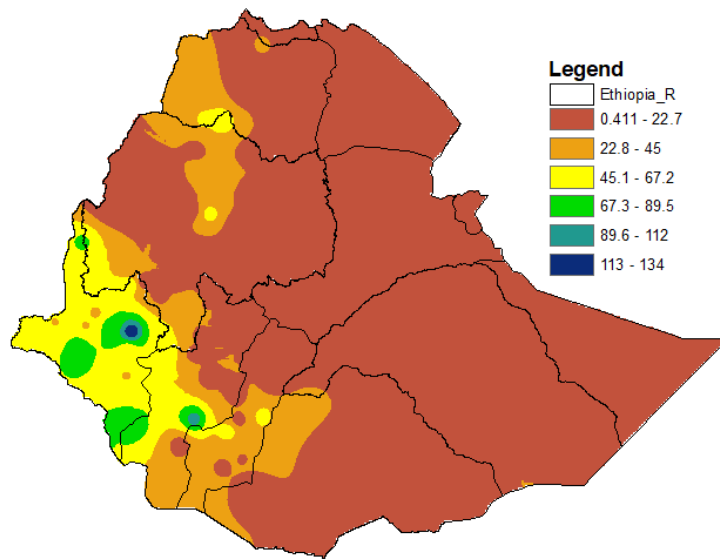 Legend
Ethiopia_R
0.411 - 22.7
22.8 - 45
45.1 - 67.2
67.3 - 89.5
89.6 - 112
113 - 134